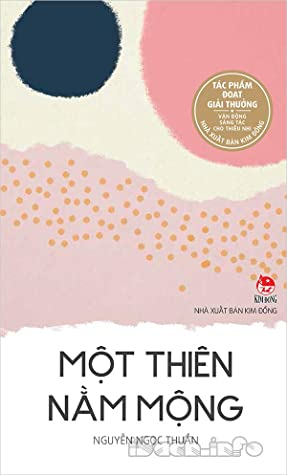 TÁC PHẨM
ĐOẠT
GIẢI THƯỞNG
VẬN ĐỘNG
SÁNG TÁC
CHO THIẾU NHI
NHÀ XUẤT BẢN KIM ĐỒNG
KIM ĐỒNG
NHÀ XUẤT BẢN KIM ĐỒNG
MỘT THIÊN
NẰM MỘNG
NGUYỄN NGỌC THUẦN